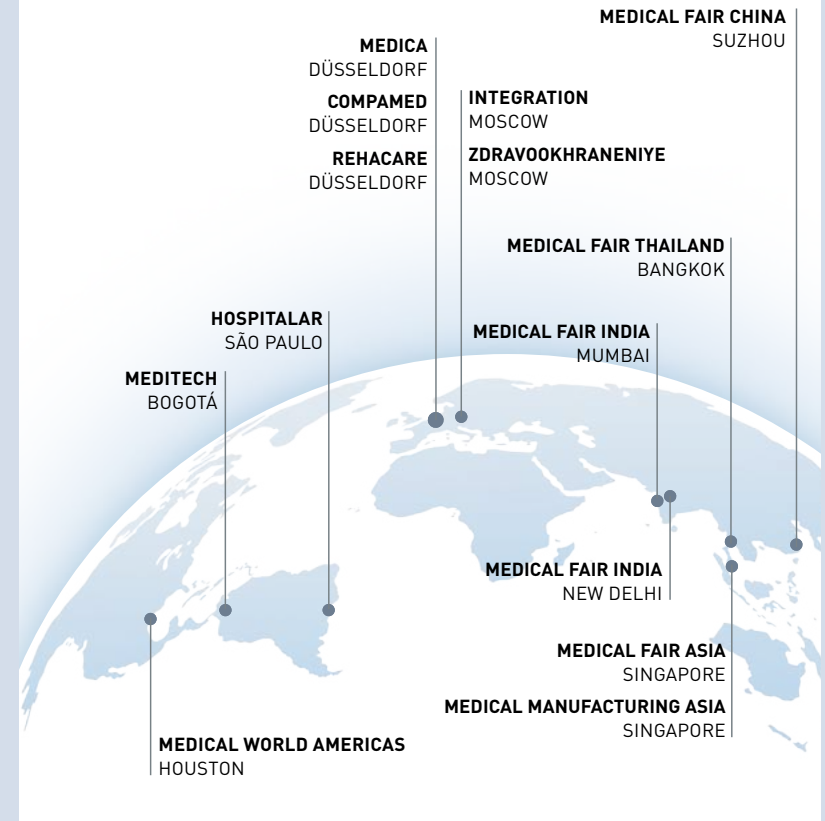 MEDICAL FAIR CHINA
SUZHOU
MEDICA
DÜSSELDORF
COMPAMED
DÜSSELDORF
REHACARE
DÜSSELDORF
INTEGRATION
MOSCOW
ZDRAVOOKHRANENIYE
MOSCOW
MEDICAL FAIR THAILAND
BANGKOK
HOSPITALAR
SÃO PAULO
MEDICAL FAIR INDIA
MUMBAI
MEDITECH
BOGOTÁ
MEDICAL FAIR INDIA
NEW DELHI
MEDICAL FAIR ASIA
SINGAPORE
MEDICAL MANUFACTURING ASIA
SINGAPORE
MEDICAL WORLD AMERICAS
HOUSTON